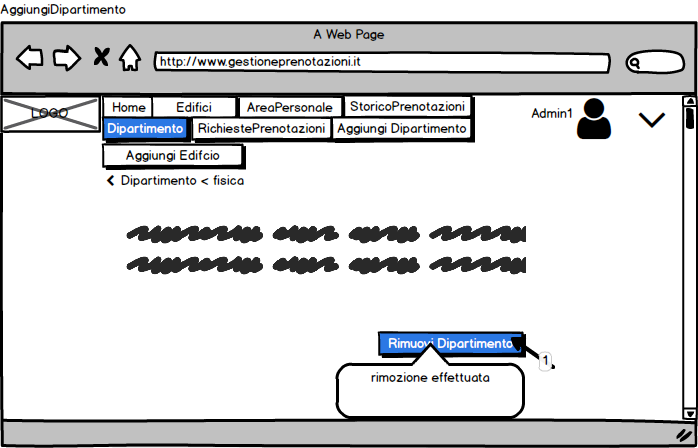 AggiungiDipartimento
A Web Page
http://www.gestioneprenotazioni.it
LOGO
Home Edifici AreaPersonale StoricoPrenotazioni
Admin1
Dipartimento RichiestePrenotazioni Aggiungi Dipartimento
Aggiungi Edifcio
< Dipartimento < fisica
Rimuovi Dipartimento
1
rimozione effettuata